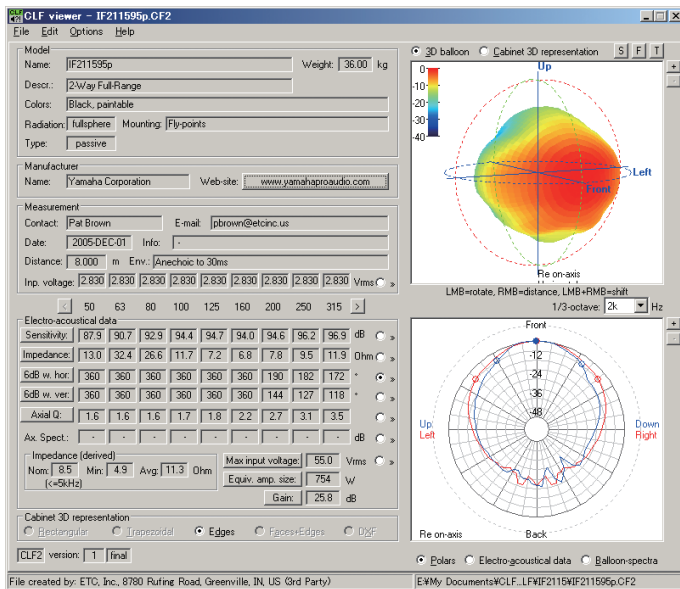 CLF viewer - IF211595p.CF2
File Edit Options Help
Model
Name: IF211595p Weight: 36.00 kg
Descr.: 2-Way Full-Range
Colors: Black, paintable
Radiation: fullsphere Mounting: Fly-points
Type: passive
Manufacturer
Name: Yamaha Corporation Web-site: www.yamahaproaudio.com
Measurement
Contact: Pat Brown E-mail: pbrown@etcinc.us
Date: 2005-DEC-01 Info: -
Distance: 8.000 m Env.: Anechoic to 30ms
Inp. voltage: 2.830 2.830 2.830 2.830 2.830 2.830 2.830 2.830 2.830 Vrms »
< 50 63 80 100 125 160 200 250 315 >
Electro-acoustical data
Sensitivity: 87.9 90.7 92.9 94.4 94.7 94.0 94.6 96.2 96.9 dB »
Impedance: 13.0 32.4 26.6 11.7 7.2 6.8 7.8 9.5 11.9 Ohm »
6dB w. hor: 360 360 360 360 360 360 190 182 172 ° »
6dB w. ver: 360 360 360 360 360 360 144 127 118 ° »
Axial Q: 1.6 1.6 1.6 1.7 1.8 2.2 2.7 3.1 3.5 »
Ax. Spect.: - - - - - - - - - dB »
Impedance (derived)
Nom: 8.5 Min: 4.9 Avg: 11.3 Ohm
(<=5kHz)
Max input voltage: 55.0 Vrms »
Equiv. amp. size: 754 W
Gain: 25.8 dB
Cabinet 3D representation
Rectangular Trapezoidal Edges Faces+Edges DXF
CLF2 version: 1 final
File created by: ETC, Inc., 8780 Rufing Road, Greenville, IN, US (3rd Party)
3D balloon Cabinet 3D representation S F T
0
-10
-20
-30
-40
Up
Left
Front
Re on-axis
+
-
LMB=rotate, RMB=distance, LMB+RMB=shift
1/3-octave: 2k Hz
Front
-12
-24
-36
-48
Up
Left
Down
Right
Re on-axis Back
+
-
Polars Electro-acoustical data Balloon-spectra
E:¥My Documents¥CLF...LF¥IF2115¥IF211595p.CF2